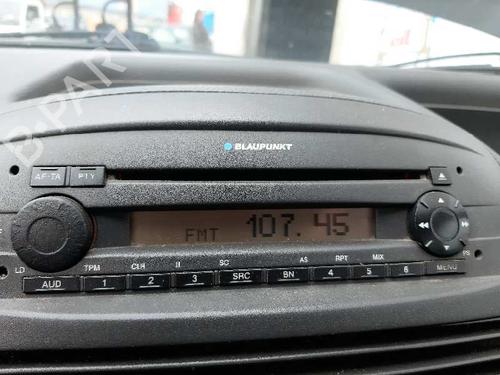 B-PARTS
BLAUPUNKT
AF-TA PTY
FMT 107.45
LD TPM CLR II SC AS RPT MIX PS
AUD 1 2 3 SRC BN 4 5 6 MENU